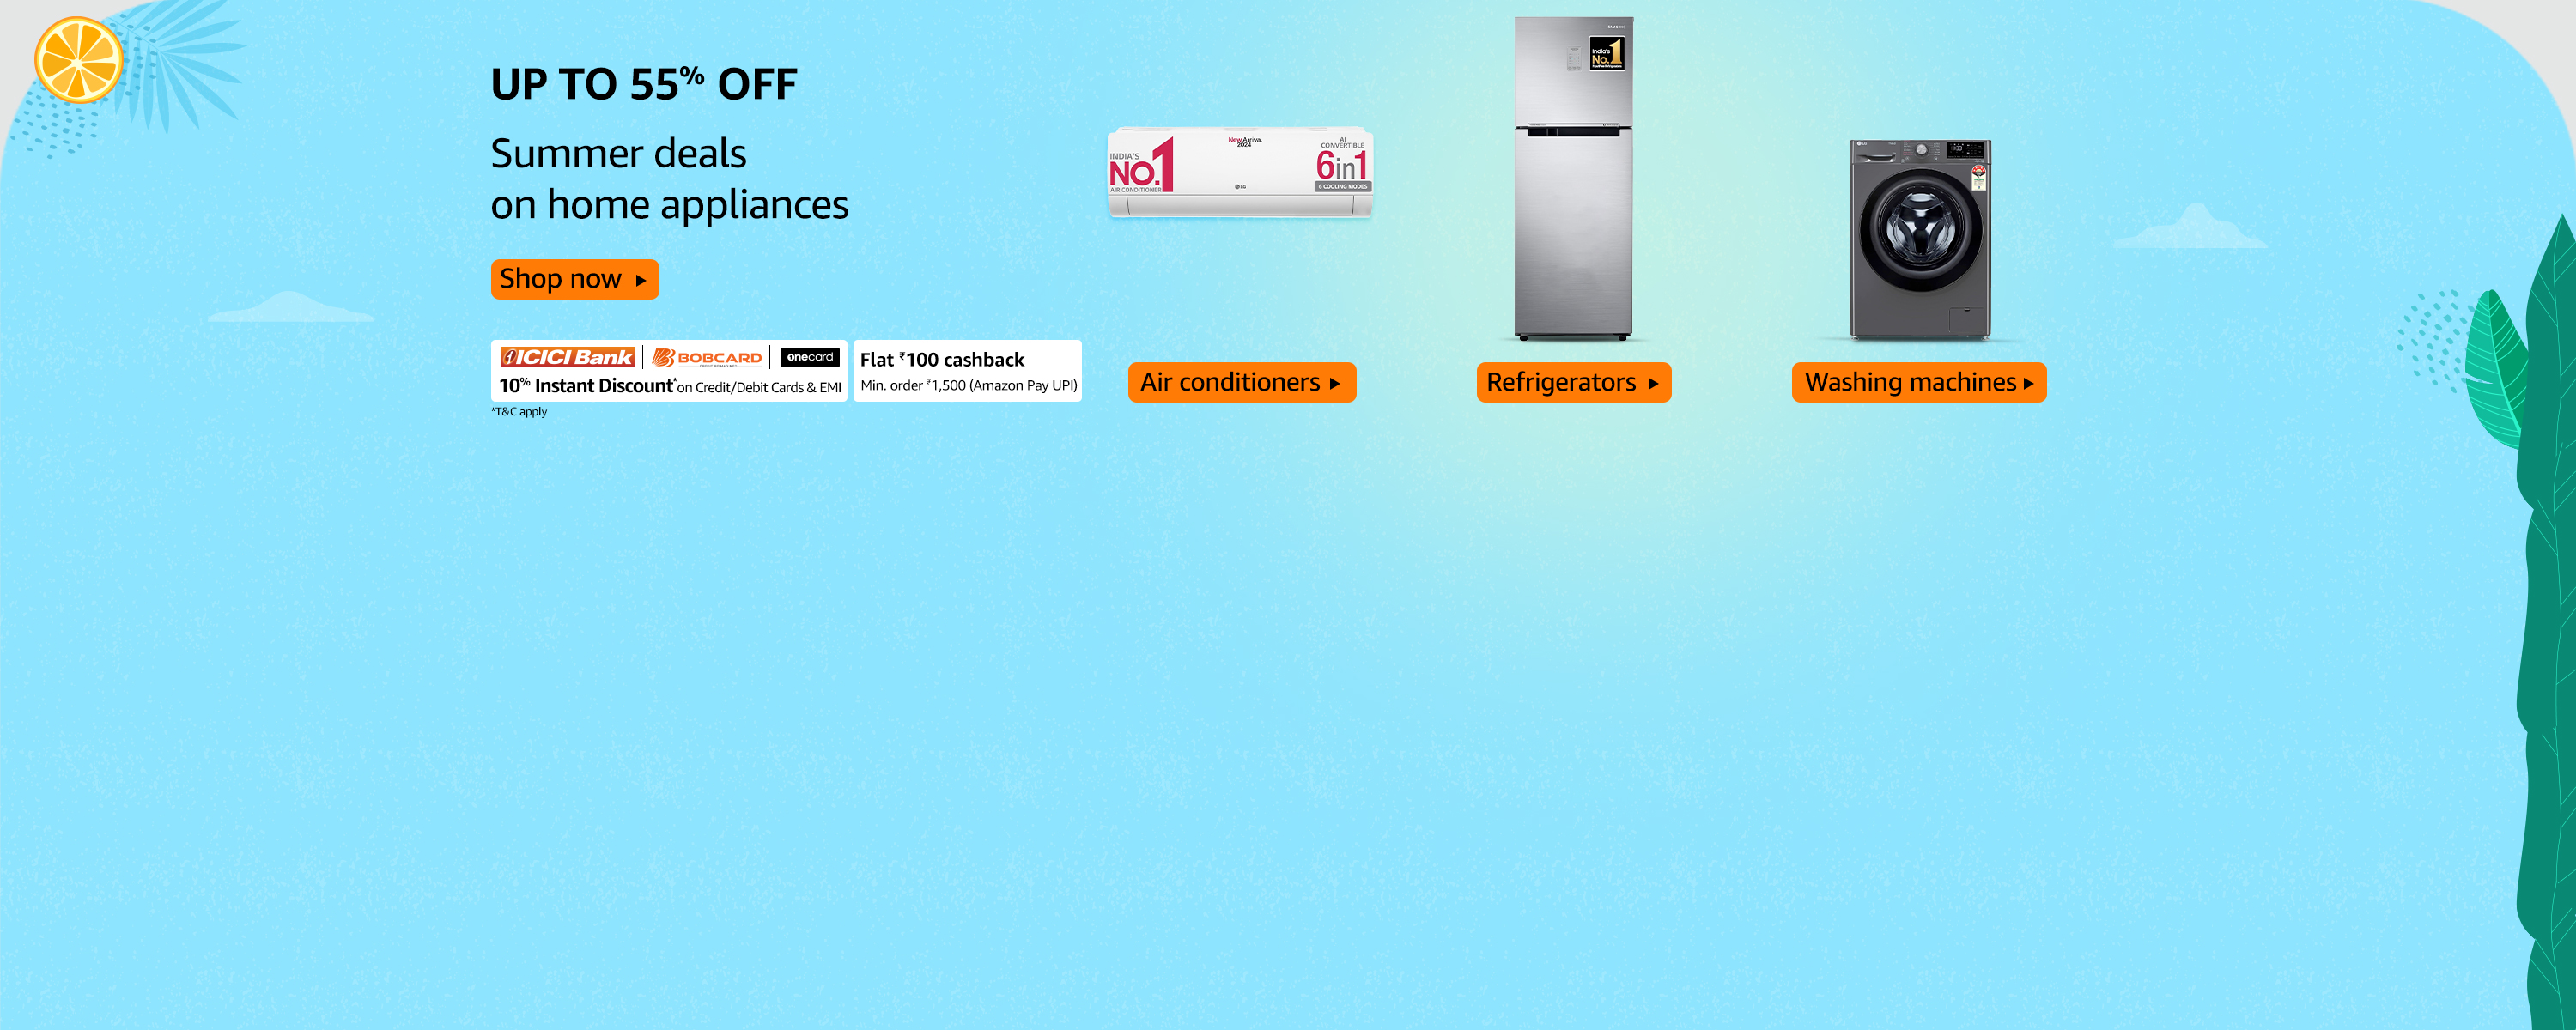 UP TO 55% OFF
Summer deals
on home appliances
Shop now
ICICI Bank
BOBCARD
onecard
10% Instant Discount* on Credit/Debit Cards & EMI
Flat ₹100 cashback
Min. order ₹1,500 (Amazon Pay UPI)
*T&C apply
INDIA'S
NO.1
AIR CONDITIONER
New Arrival
2024
LG
AI
CONVERTIBLE
6in1
6 COOLING MODES
Air conditioners
India's
No.1
Refrigerators
LG
Washing machines